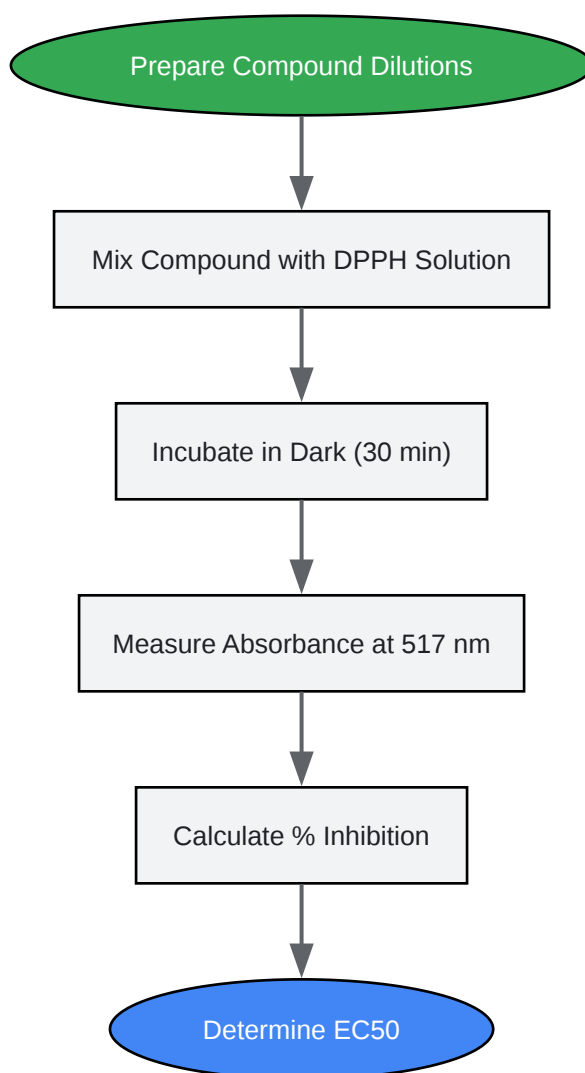 Prepare Compound Dilutions
Mix Compound with DPPH Solution
Incubate in Dark (30 min)
Measure Absorbance at 517 nm
Calculate % Inhibition
Determine EC50